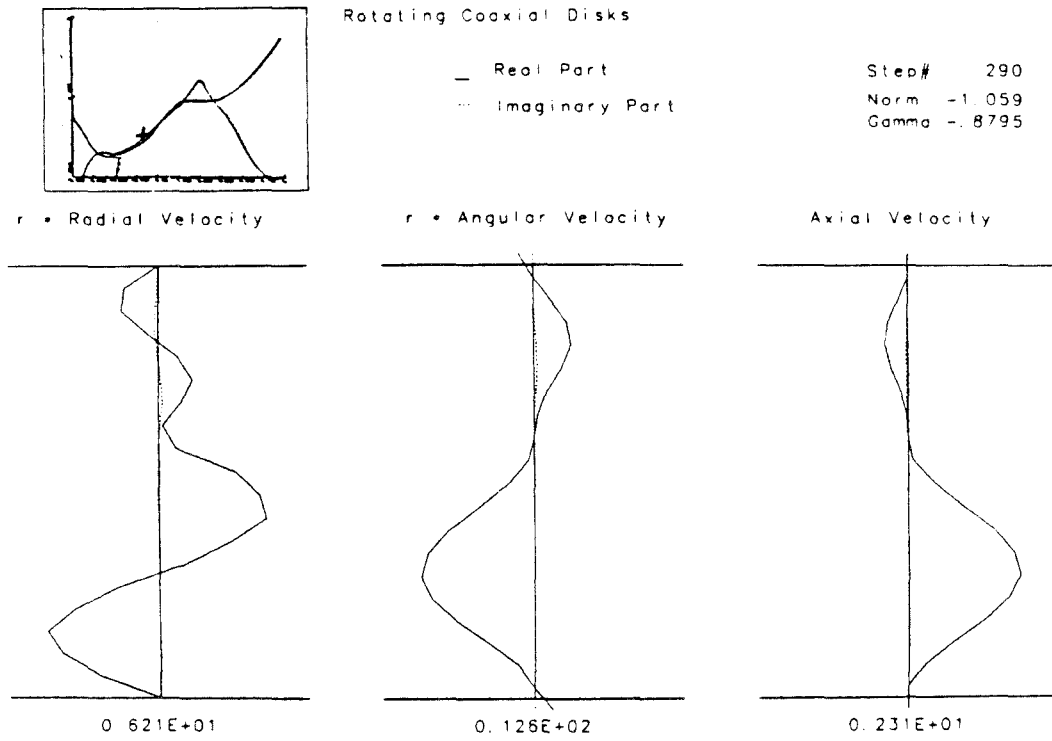 Rotating Coaxial Disks
Real Part
Imaginary Part
Step# 290
Norm -1.059
Gamma -.8795
r * Radial Velocity
r * Angular Velocity
Axial Velocity
0.621E+01
0.126E+02
0.231E+01